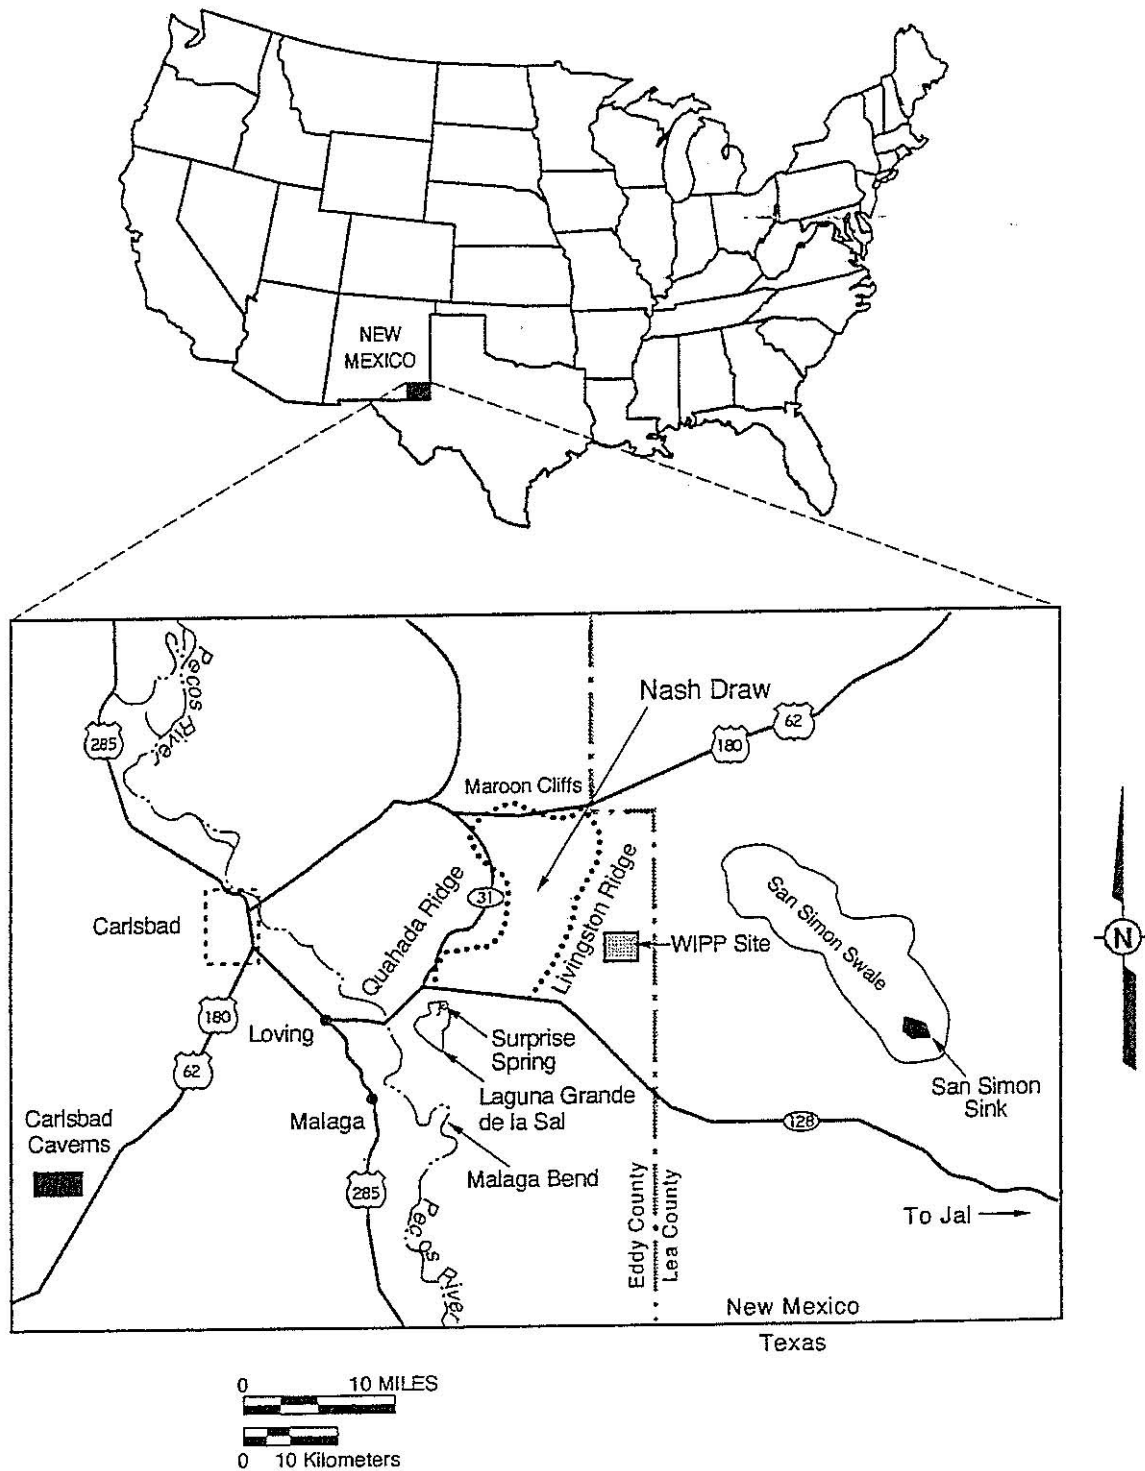 NEW
MEXICO
Pecos River
Nash Draw
285
62
180
Maroon Cliffs
Quahada Ridge
31
Livingston Ridge
San Simon Swale
Carlsbad
WIPP Site
N
180
Loving
Surprise
Spring
62
San Simon
Sink
Laguna Grande
de la Sal
Carlsbad
Caverns
Malaga
128
Malaga Bend
285
Eddy County
Lea County
Pecos River
To Jal
New Mexico
Texas
0 10 MILES
0 10 Kilometers